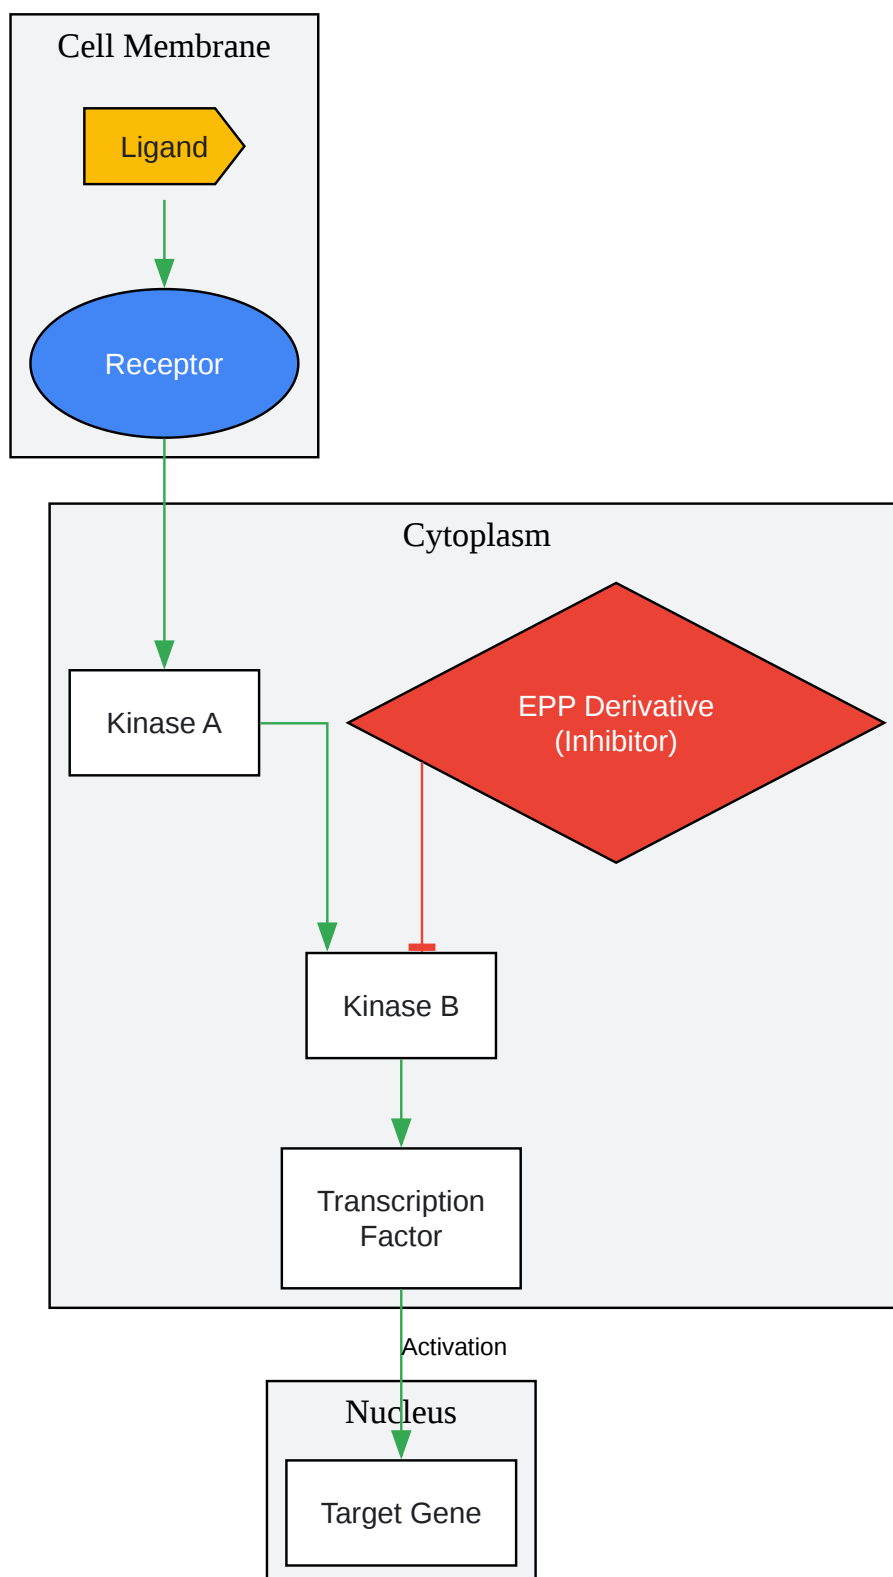 Cell Membrane
Ligand
Receptor
Cytoplasm
Kinase A
EPP Derivative
(Inhibitor)
Kinase B
Transcription
Factor
Activation
Nucleus
Target Gene